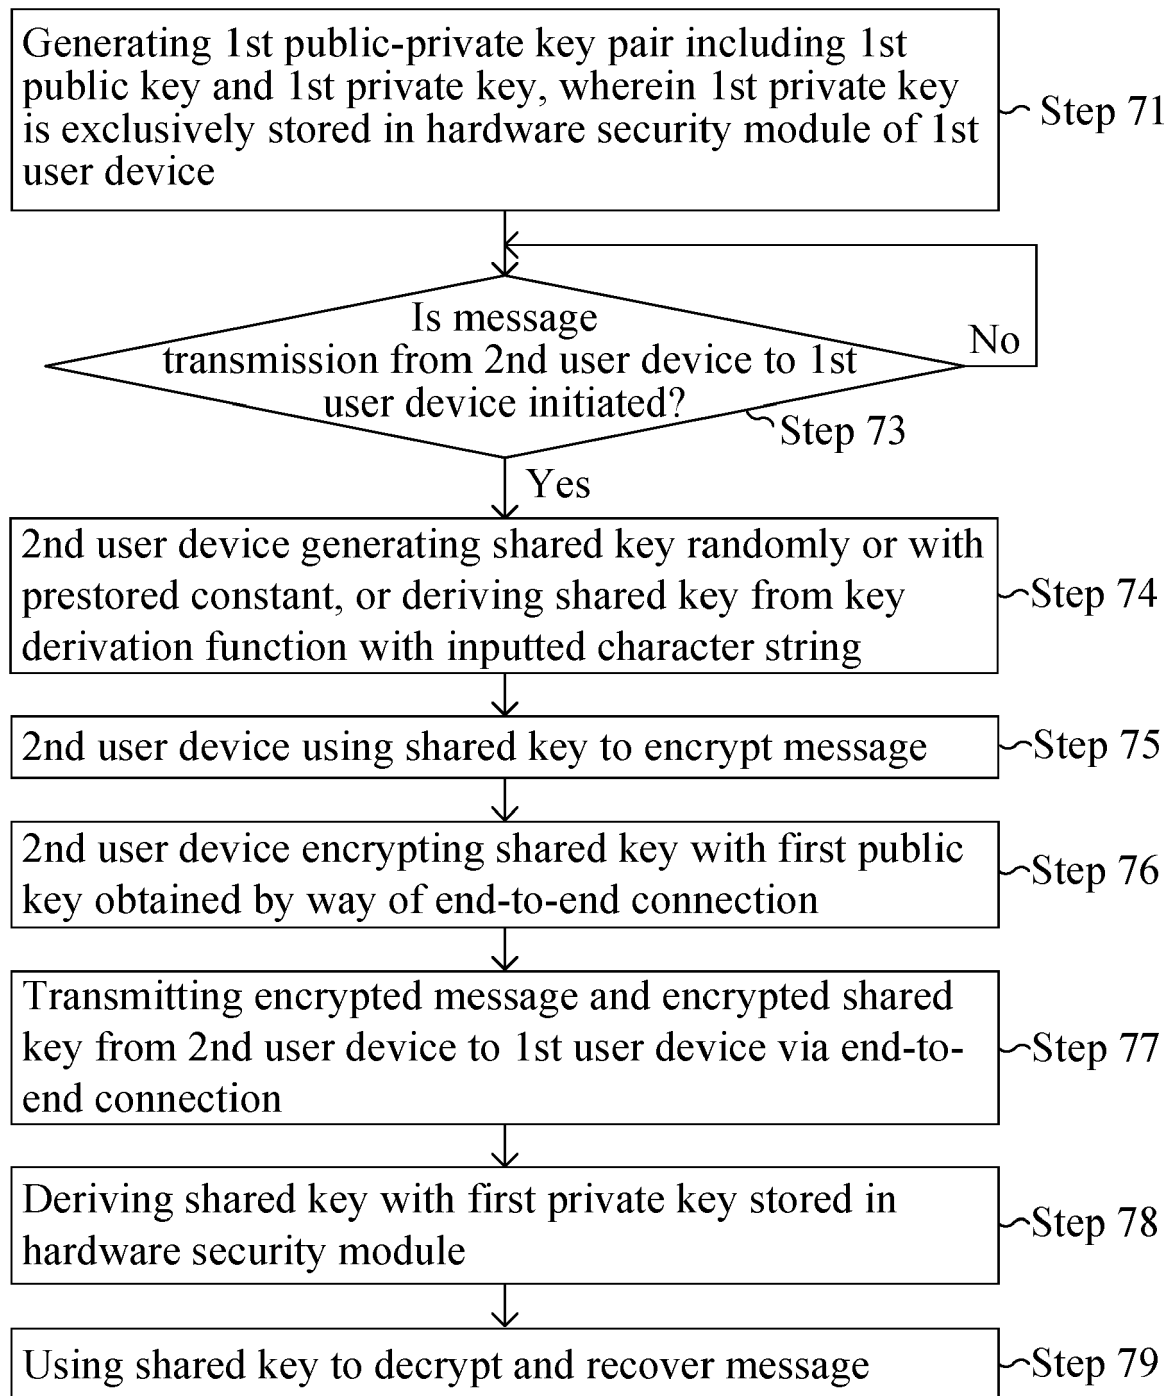 Generating 1st public-private key pair including 1st
public key and 1st private key, wherein 1st private key
is exclusively stored in hardware security module of 1st
user device
Step 71
Is message
transmission from 2nd user device to 1st
user device initiated?
No
Step 73
Yes
2nd user device generating shared key randomly or with
prestored constant, or deriving shared key from key
derivation function with inputted character string
Step 74
2nd user device using shared key to encrypt message
Step 75
2nd user device encrypting shared key with first public
key obtained by way of end-to-end connection
Step 76
Transmitting encrypted message and encrypted shared
key from 2nd user device to 1st user device via end-to-
end connection
Step 77
Deriving shared key with first private key stored in
hardware security module
Step 78
Using shared key to decrypt and recover message
Step 79